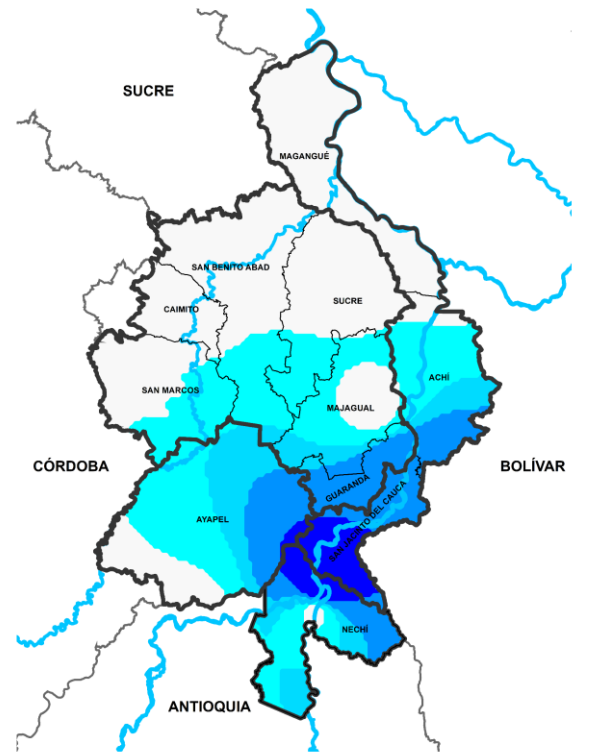 SUCRE
MAGANGUÉ
SAN BENITO ABAD
SUCRE
CAIMITO
ACHÍ
SAN MARCOS
MAJAGUAL
CÓRDOBA
BOLÍVAR
GUARANDA
SAN JACINTO DEL CAUCA
AYAPEL
NECHÍ
ANTIOQUIA